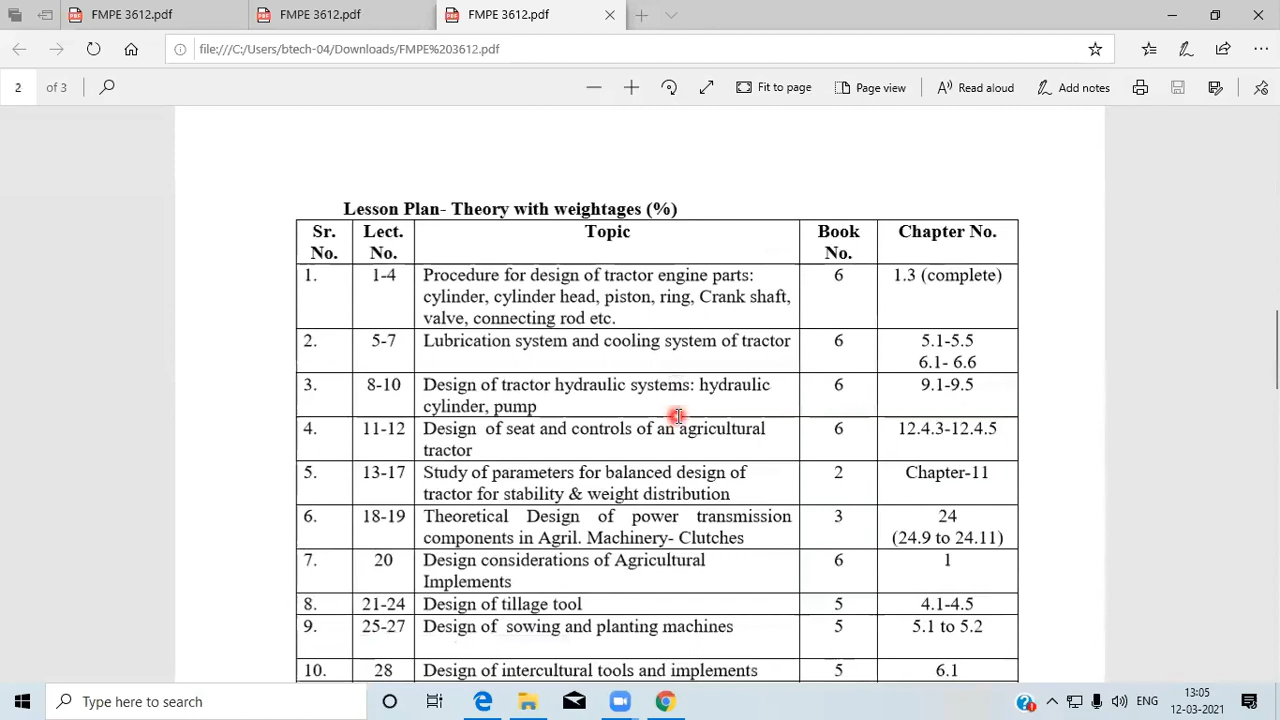 FMPE 3612.pdf
FMPE 3612.pdf
FMPE 3612.pdf
file:///C:/Users/btech-04/Downloads/FMPE%203612.pdf
2 of 3
Fit to page
Page view
Read aloud
Add notes
Lesson Plan- Theory with weightages (%)
Sr. No. Lect. No. Topic Book No. Chapter No.
1. 1-4 Procedure for design of tractor engine parts: 6 1.3 (complete)
cylinder, cylinder head, piston, ring, Crank shaft,
valve, connecting rod etc.
2. 5-7 Lubrication system and cooling system of tractor 6 5.1-5.5
6.1- 6.6
3. 8-10 Design of tractor hydraulic systems: hydraulic 6 9.1-9.5
cylinder, pump
4. 11-12 Design of seat and controls of an agricultural 6 12.4.3-12.4.5
tractor
5. 13-17 Study of parameters for balanced design of 2 Chapter-11
tractor for stability & weight distribution
6. 18-19 Theoretical Design of power transmission 3 24
components in Agril. Machinery- Clutches (24.9 to 24.11)
7. 20 Design considerations of Agricultural 6 1
Implements
8. 21-24 Design of tillage tool 5 4.1-4.5
9. 25-27 Design of sowing and planting machines 5 5.1 to 5.2
10. 28 Design of intercultural tools and implements 5 6.1
Type here to search
ENG
13:05
12-03-2021